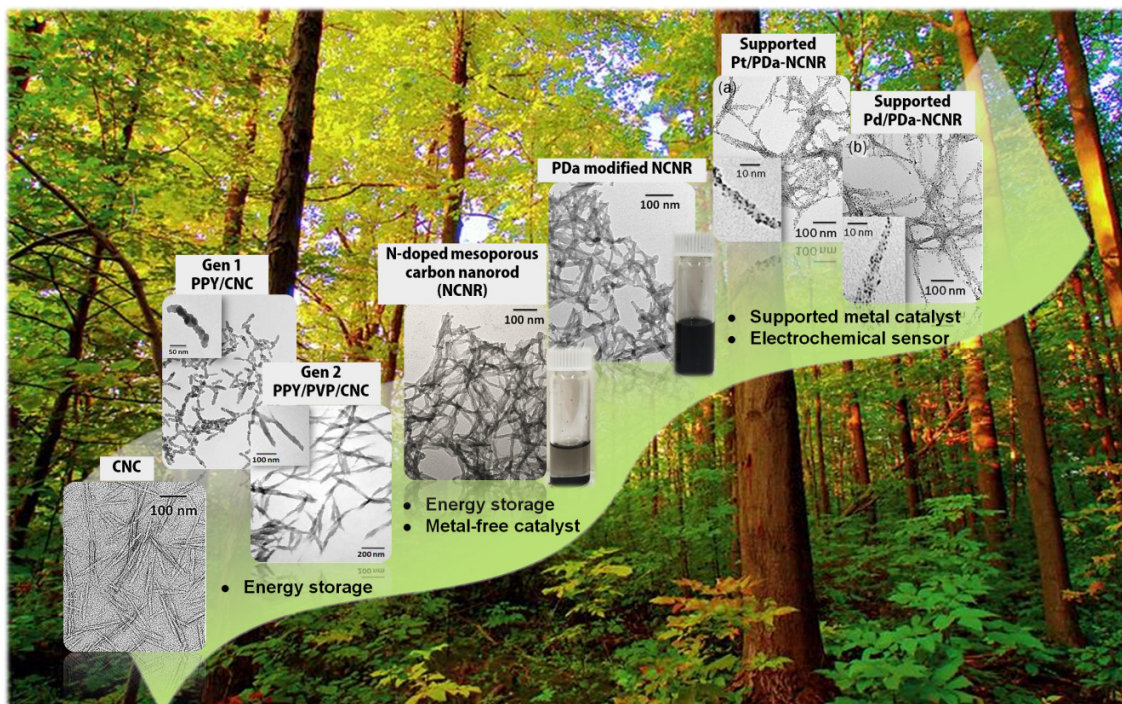 CNC
100 nm
Gen 1
PPY/CNC
50 nm
Gen 2
PPY/PVP/CNC
100 nm
200 nm
200 nm
● Energy storage
N-doped mesoporous
carbon nanorod
(NCNR)
100 nm
● Energy storage
● Metal-free catalyst
PDa modified NCNR
100 nm
Supported
Pt/PDa-NCNR
(a)
10 nm
100 nm
100 nm
Supported
Pd/PDa-NCNR
(b)
10 nm
100 nm
● Supported metal catalyst
● Electrochemical sensor